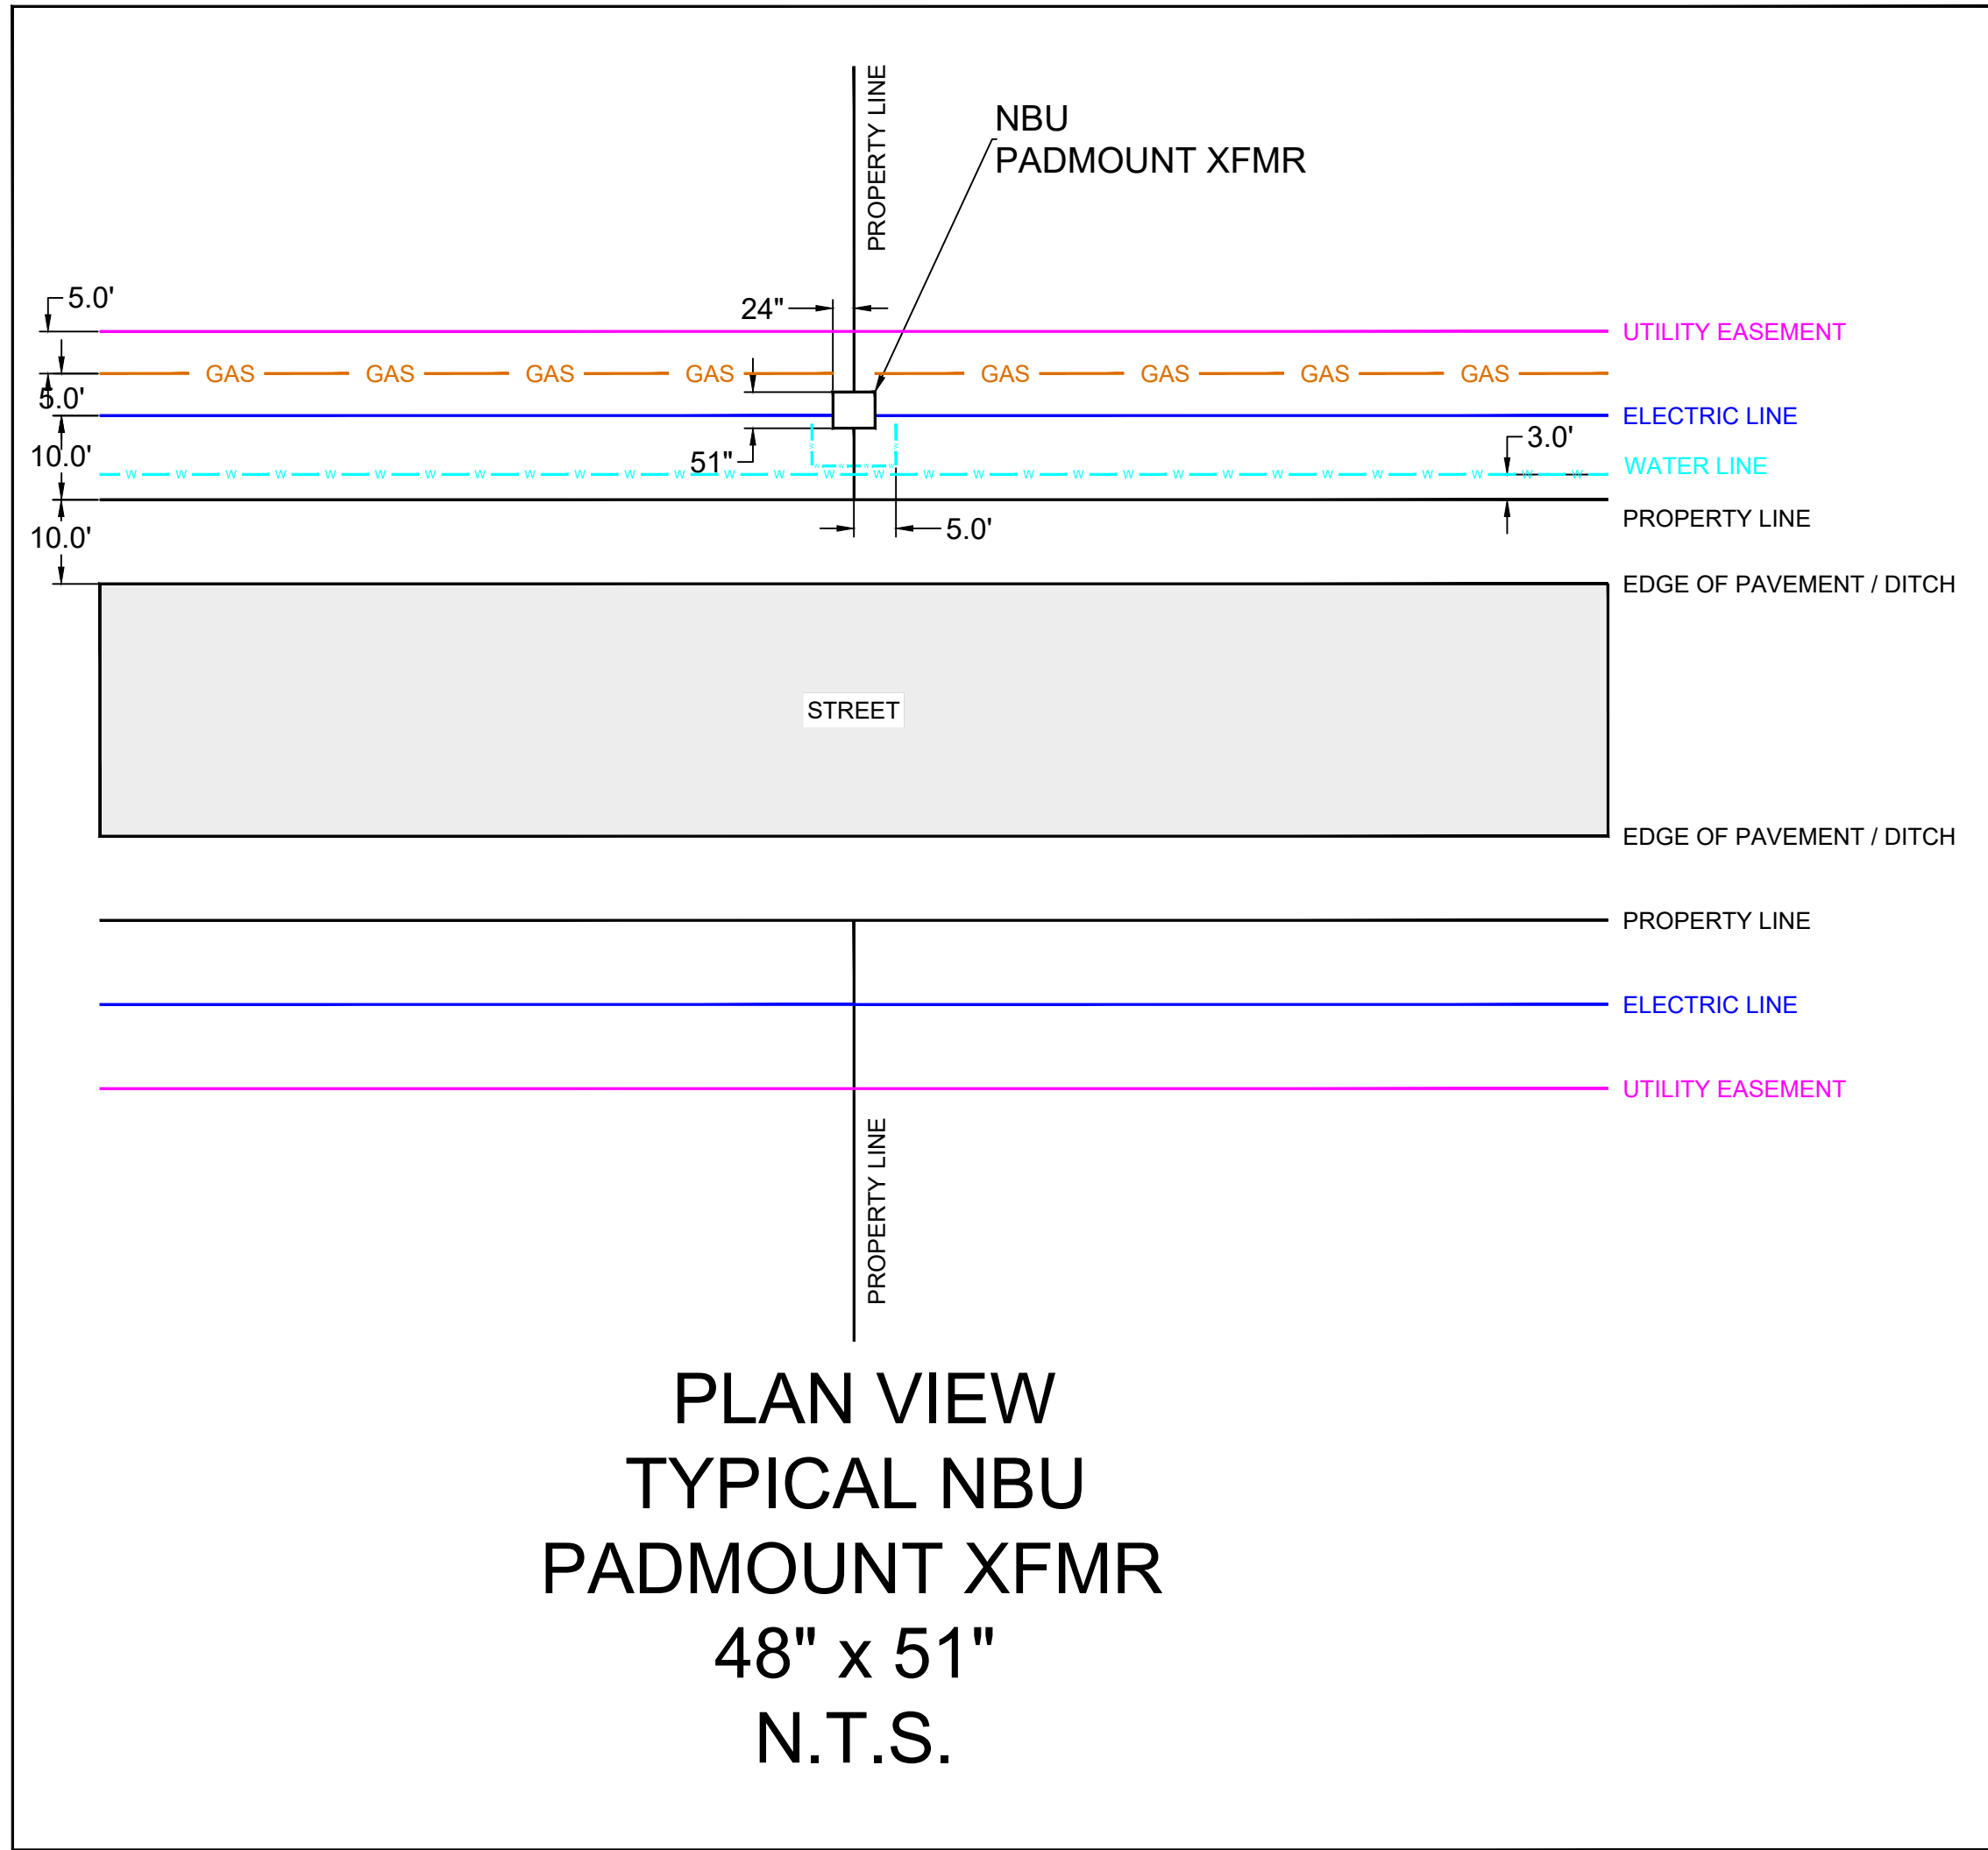 PROPERTY LINE
NBU
PADMOUNT XFMR
5.0'
24"
UTILITY EASEMENT
GAS GAS GAS GAS GAS GAS GAS GAS
5.0'
ELECTRIC LINE
10.0'
51"
3.0'
WATER LINE
W W W W W W W W W W W W W W W W W W W W W W W W W W W W W W
PROPERTY LINE
10.0'
5.0'
EDGE OF PAVEMENT / DITCH
STREET
EDGE OF PAVEMENT / DITCH
PROPERTY LINE
ELECTRIC LINE
UTILITY EASEMENT
PROPERTY LINE
PLAN VIEW
TYPICAL NBU
PADMOUNT XFMR
48" x 51"
N.T.S.